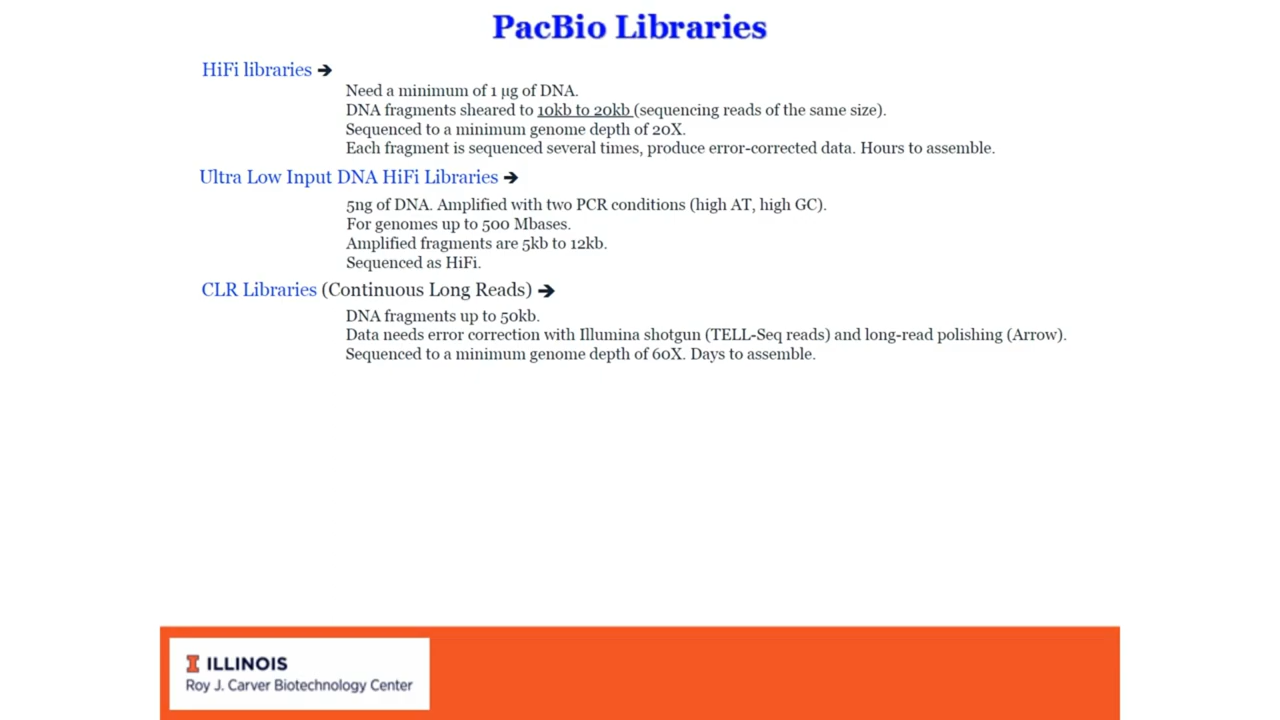 PacBio Libraries
HiFi libraries ➔
Need a minimum of 1 µg of DNA.
DNA fragments sheared to 10kb to 20kb (sequencing reads of the same size).
Sequenced to a minimum genome depth of 20X.
Each fragment is sequenced several times, produce error-corrected data. Hours to assemble.
Ultra Low Input DNA HiFi Libraries ➔
5ng of DNA. Amplified with two PCR conditions (high AT, high GC).
For genomes up to 500 Mbases.
Amplified fragments are 5kb to 12kb.
Sequenced as HiFi.
CLR Libraries (Continuous Long Reads) ➔
DNA fragments up to 50kb.
Data needs error correction with Illumina shotgun (TELL-Seq reads) and long-read polishing (Arrow).
Sequenced to a minimum genome depth of 60X. Days to assemble.
I ILLINOIS
Roy J. Carver Biotechnology Center